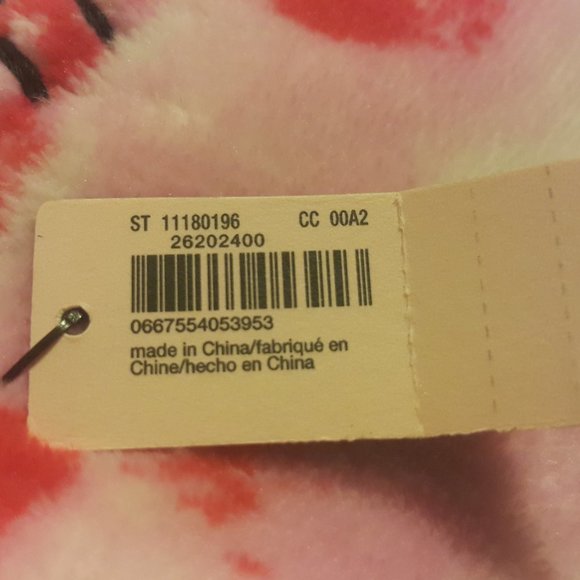 ST 11180196 CC 00A2
26202400
0667554053953
made in China/fabriqué en
Chine/hecho en China